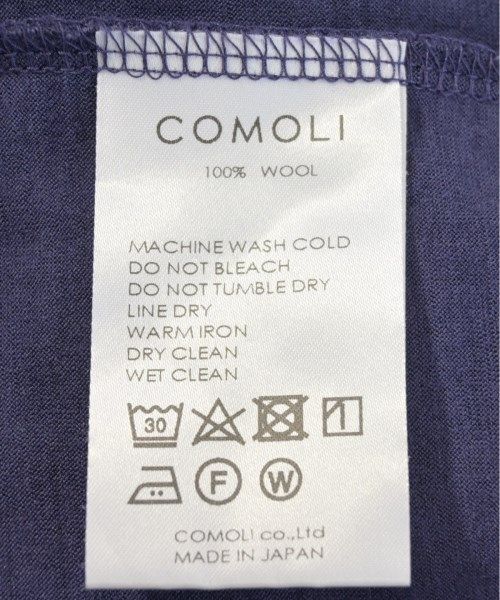 COMOLI
100% WOOL
MACHINE WASH COLD
DO NOT BLEACH
DO NOT TUMBLE DRY
LINE DRY
WARM IRON
DRY CLEAN
WET CLEAN
30
F W
COMOLI co.,Ltd
MADE IN JAPAN